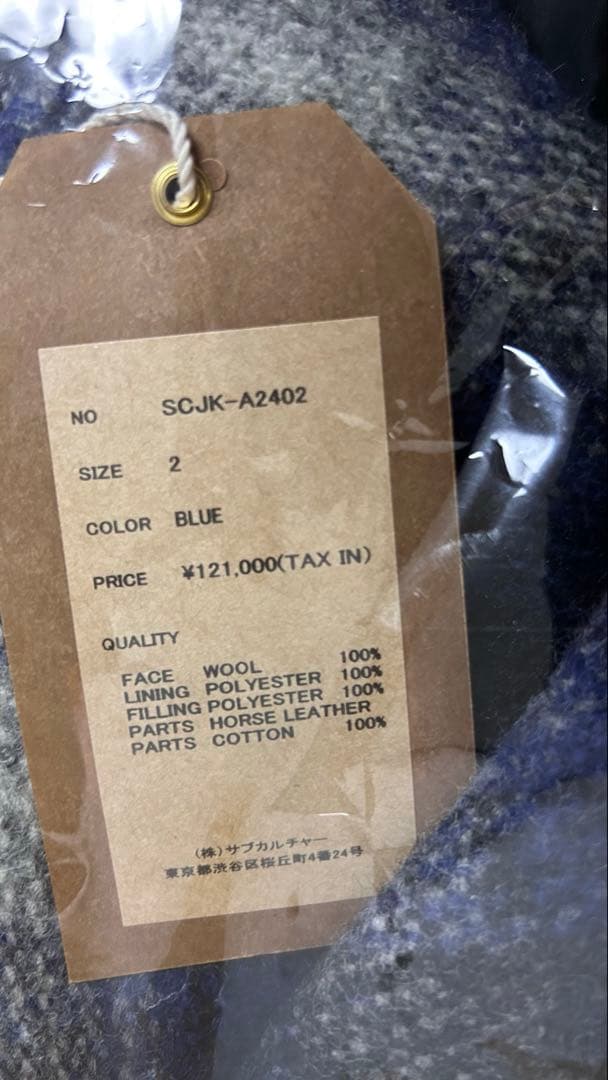 NO SCJK-A2402
SIZE 2
COLOR BLUE
PRICE ¥121,000(TAX IN)
QUALITY
FACE WOOL 100%
LINING POLYESTER 100%
FILLING POLYESTER 100%
PARTS HORSE LEATHER
PARTS COTTON 100%
(株)サブカルチャー
東京都渋谷区桜丘町4番24号